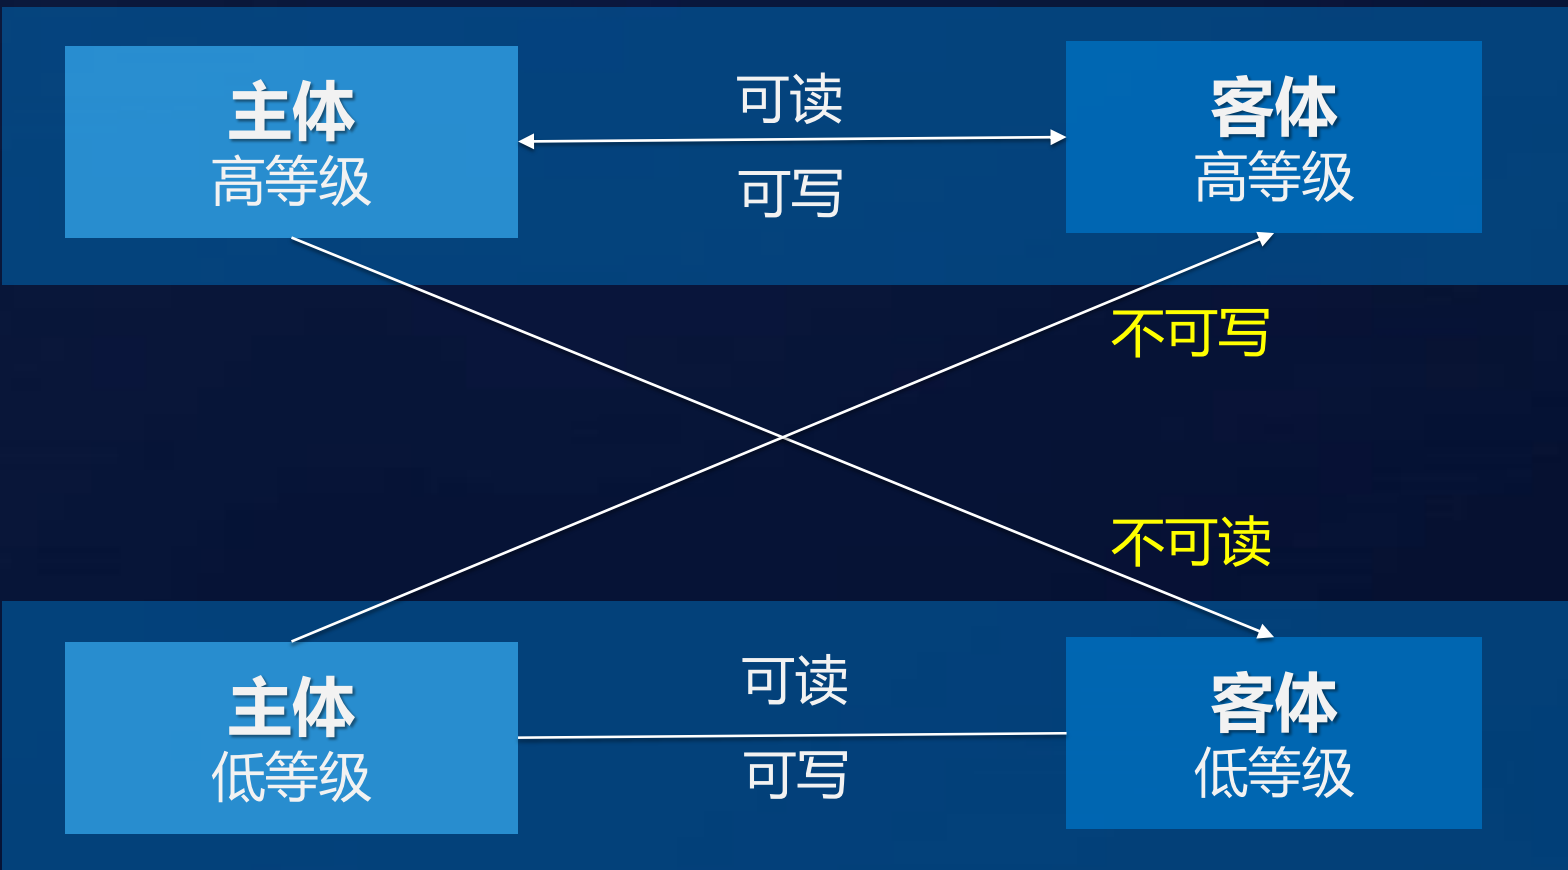 主体
高等级
可读
可写
客体
高等级
不可写
不可读
主体
低等级
可读
可写
客体
低等级